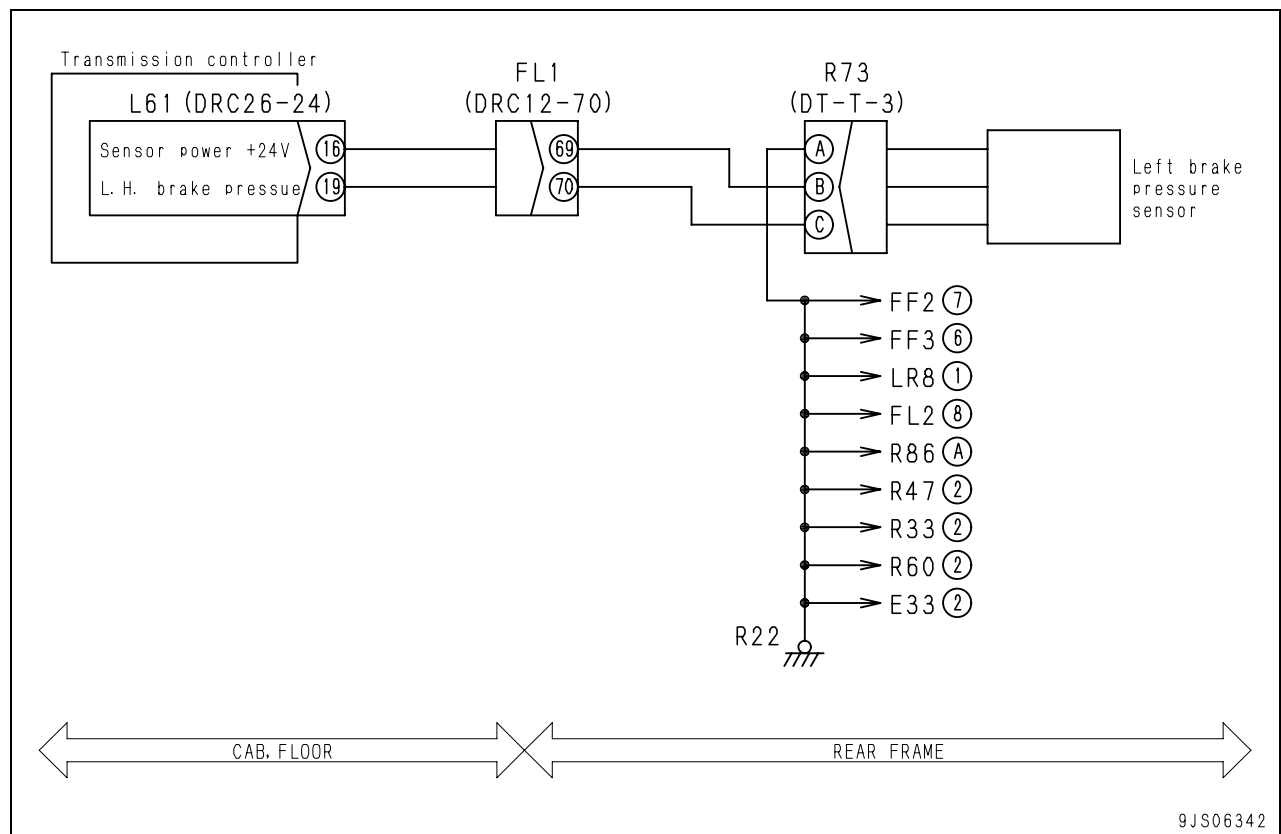 Transmission controller
L61 (DRC26-24)
Sensor power +24V 16
L.H. brake pressue 19
FL1
(DRC12-70)
69
70
R73
(DT-T-3)
A
B
C
Left brake
pressure
sensor
FF2 7
FF3 6
LR8 1
FL2 8
R86 A
R47 2
R33 2
R60 2
E33 2
R22
CAB, FLOOR
REAR FRAME
9JS06342